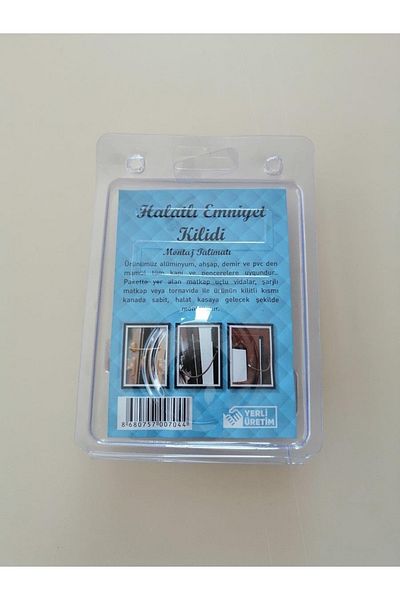 Halatlı Emniyet
Kilidi
Montaj Talimatı
Ürünümüz alüminyum, ahşap, demir ve pvc den
mamül tüm kapı ve pencerelere uygundur.
Pakette yer alan matkap uçlu vidalar, şarjlı
matkap veya tornavida ile ürünün kilitli kısmı
kanada sabit, halat kasaya gelecek şekilde
8680757007044
YERLİ
ÜRETİM